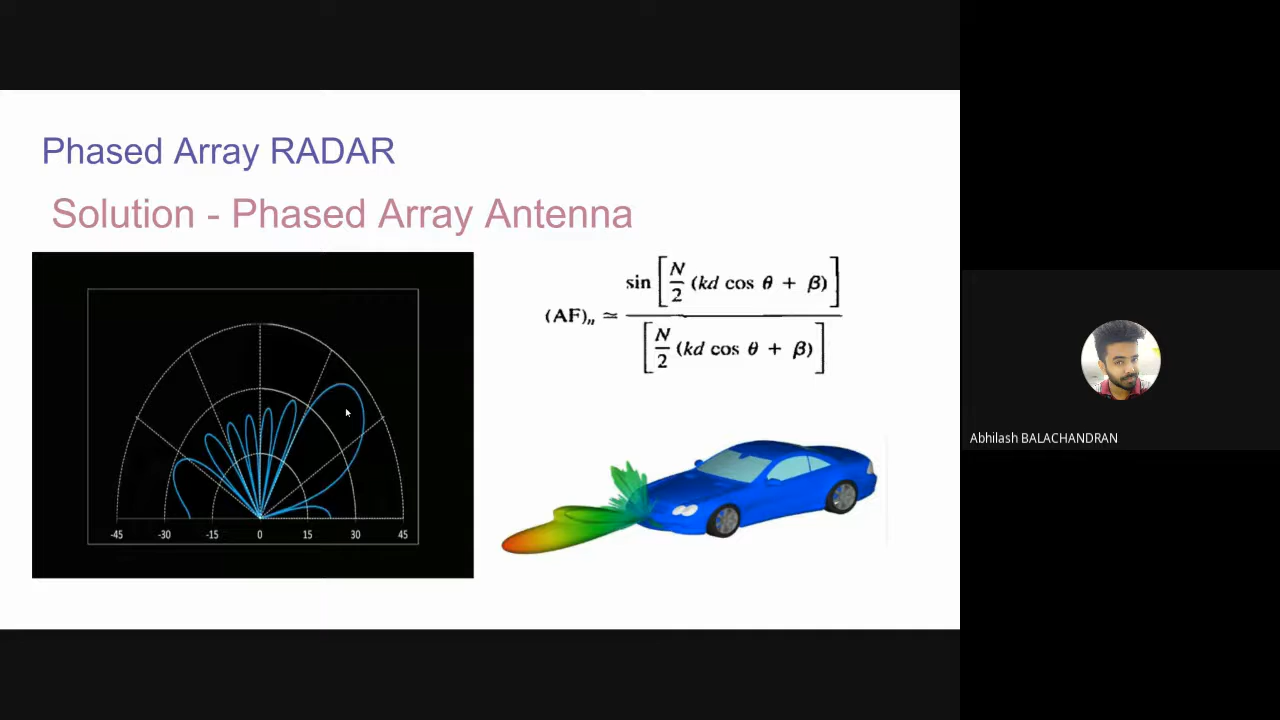 Phased Array RADAR
Solution - Phased Array Antenna
(AF)ₙ ≃ sin [N/2 (kd cos θ + β)] / [N/2 (kd cos θ + β)]
-45 -30 -15 0 15 30 45
Abhilash BALACHANDRAN